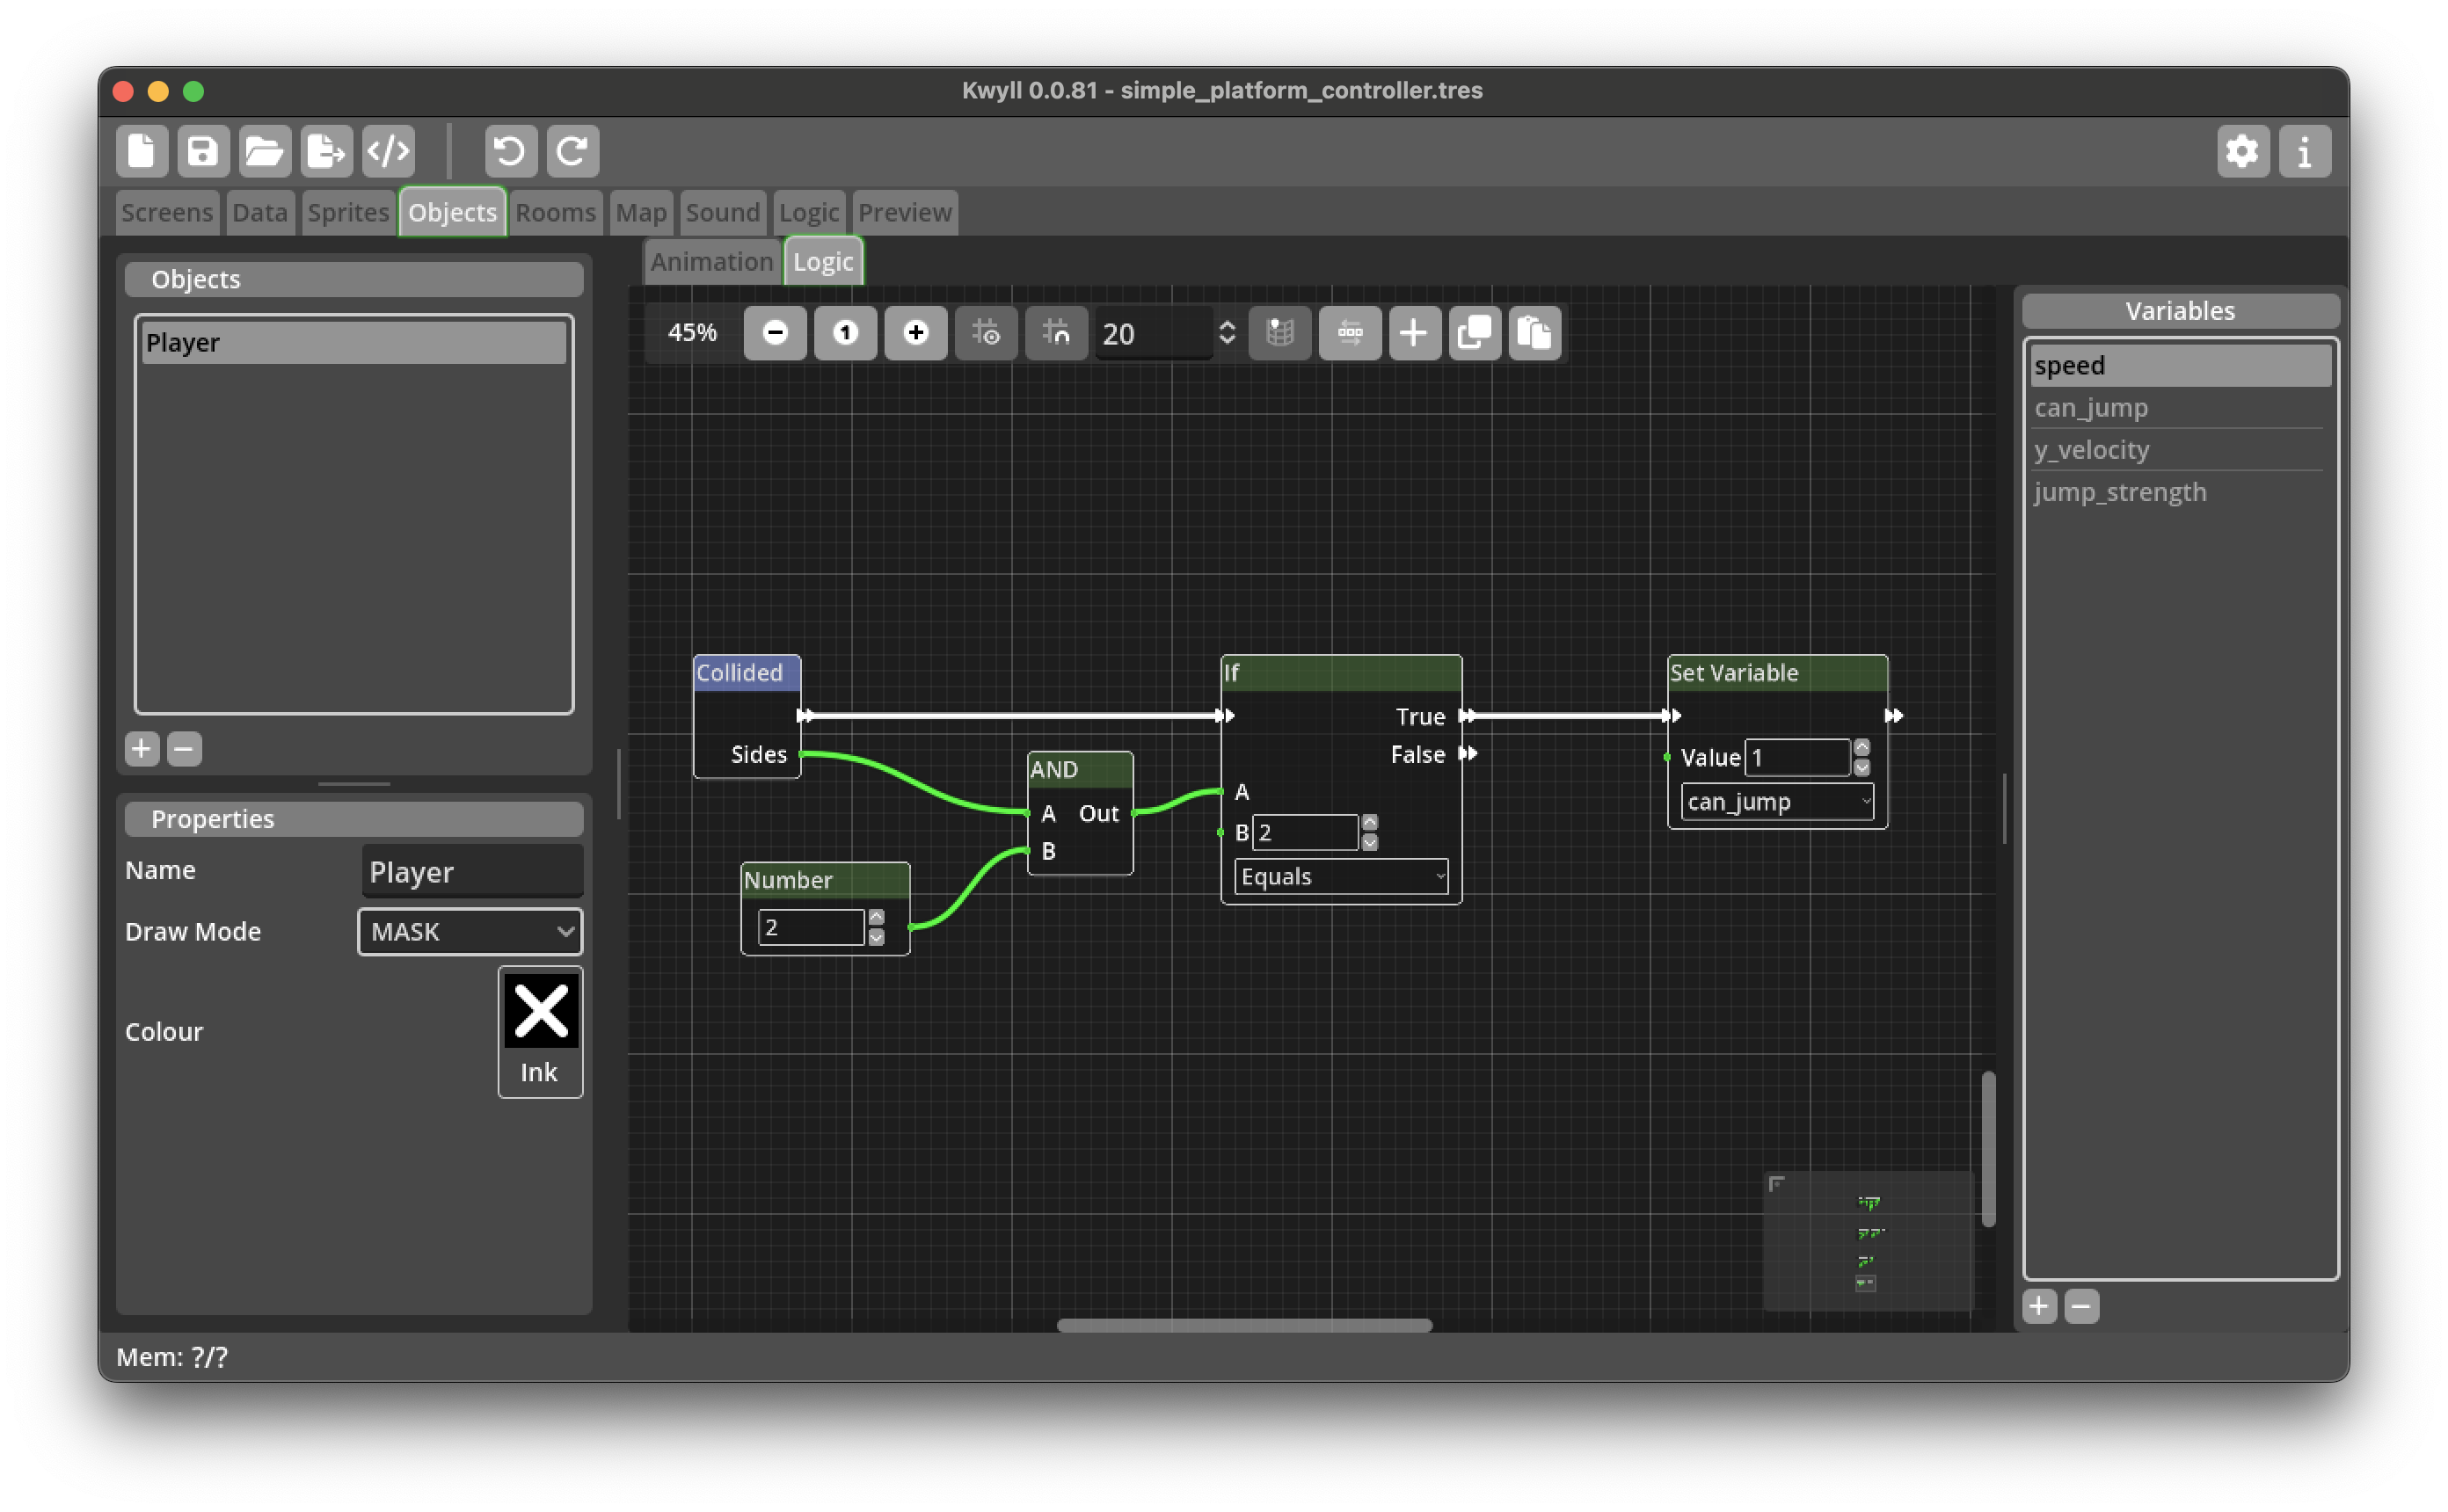 Kwyll 0.0.81 - simple_platform_controller.tres
Screens Data Sprites Objects Rooms Map Sound Logic Preview
Objects
Player
Properties
Name Player
Draw Mode MASK
Colour
Ink
Animation Logic
45% 1 20
Collided
Sides
Number
2
AND
A Out
B
If
True
False
A
B 2
Equals
Set Variable
Value 1
can_jump
Variables
speed
can_jump
y_velocity
jump_strength
Mem: ?/?